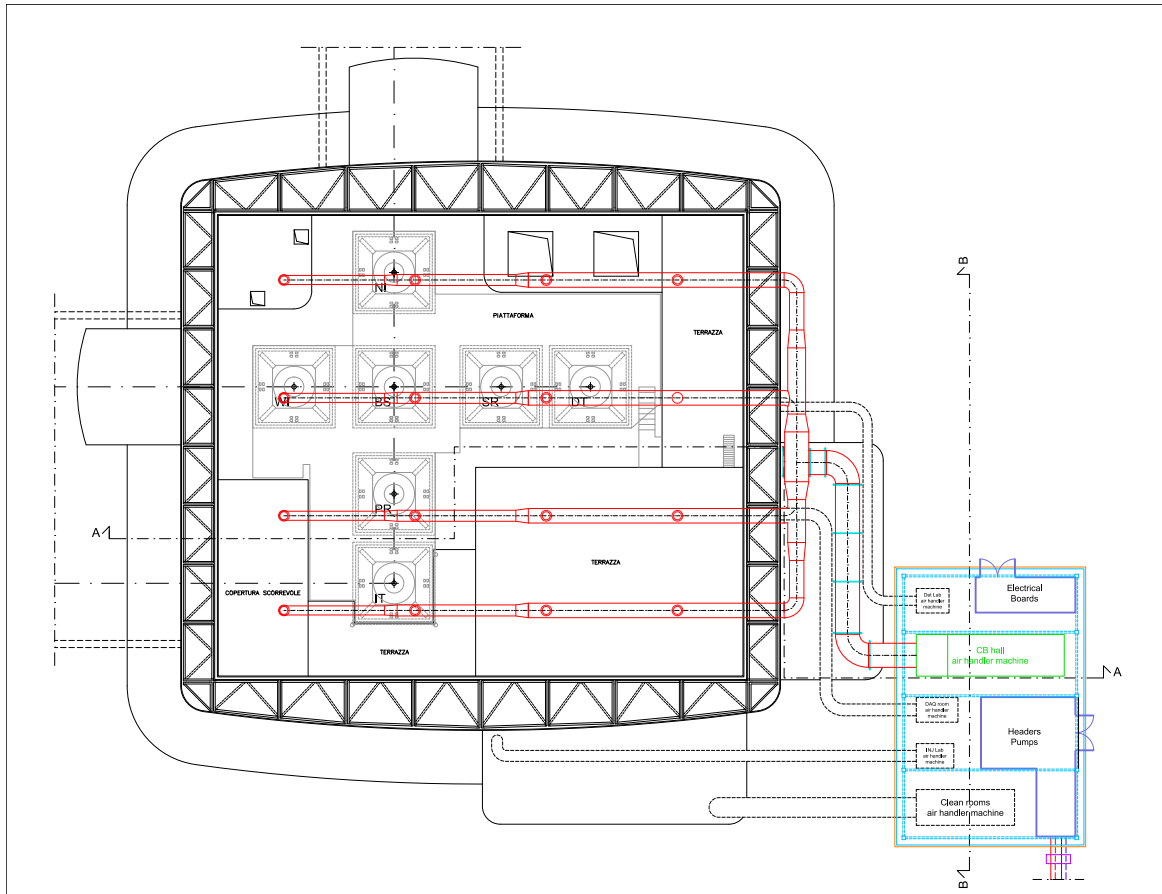 B
NI
PIATTAFORMA
TERRAZZA
WI
BS
SR
DT
PR
A
TERRAZZA
IT
COPERTURA SCORREVOLE
TERRAZZA
Det Lab
air handler
machine
Electrical
Boards
CB hall
air handler machine
A
DAQ room
air handler
machine
Headers
Pumps
INJ Lab
air handler
machine
Clean rooms
air handler machine
B